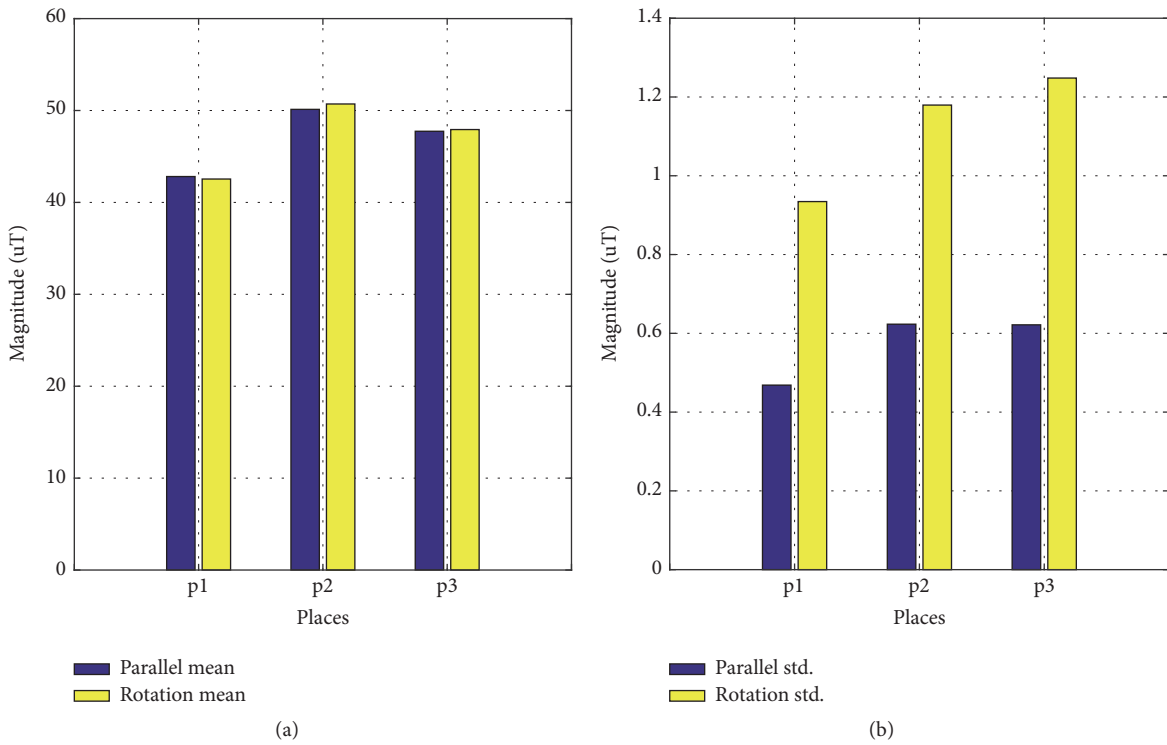 60
50
40
30
20
10
0
Magnitude (uT)
p1 p2 p3
Places
Parallel mean
Rotation mean
(a)
1.4
1.2
1
0.8
0.6
0.4
0.2
0
Magnitude (uT)
p1 p2 p3
Places
Parallel std.
Rotation std.
(b)